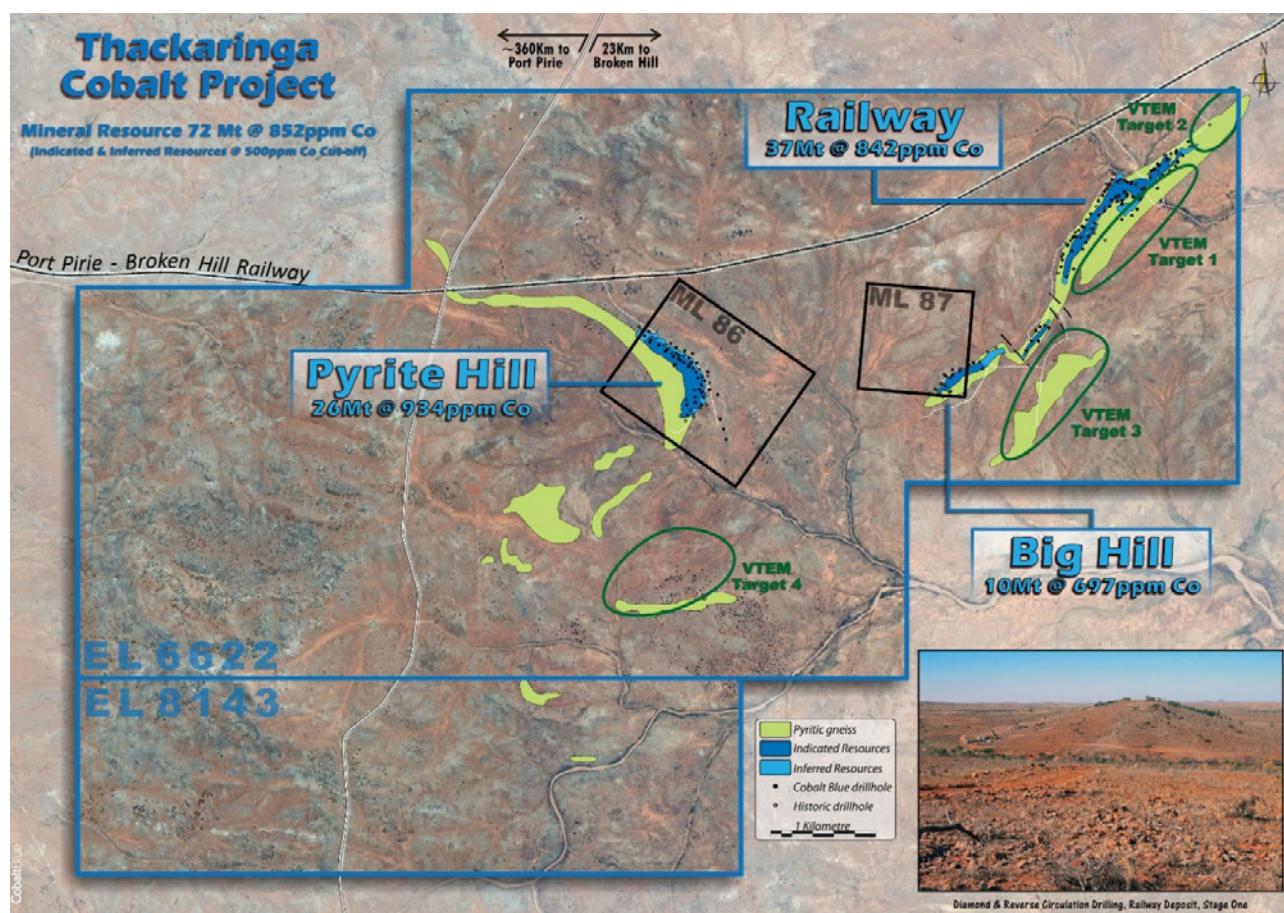 Thackaringa
Cobalt Project
Mineral Resource 72 Mt @ 852ppm Co
(Indicated & Inferred Resources @ 500ppm Co Cut-off)
~360Km to
Port Pirie
23Km to
Broken Hill
N
Railway
37Mt @ 842ppm Co
VTEM
Target 2
VTEM
Target 1
Port Pirie - Broken Hill Railway
ML 86
ML 87
Pyrite Hill
26Mt @ 934ppm Co
VTEM
Target 3
VTEM
Target 4
Big Hill
10Mt @ 697ppm Co
EL 6622
EL 8143
Pyritic gneiss
Indicated Resources
Inferred Resources
Cobalt Blue drillhole
Historic drillhole
1 Kilometre
CobaltBlue
Diamond & Reverse Circulation Drilling, Railway Deposit, Stage One